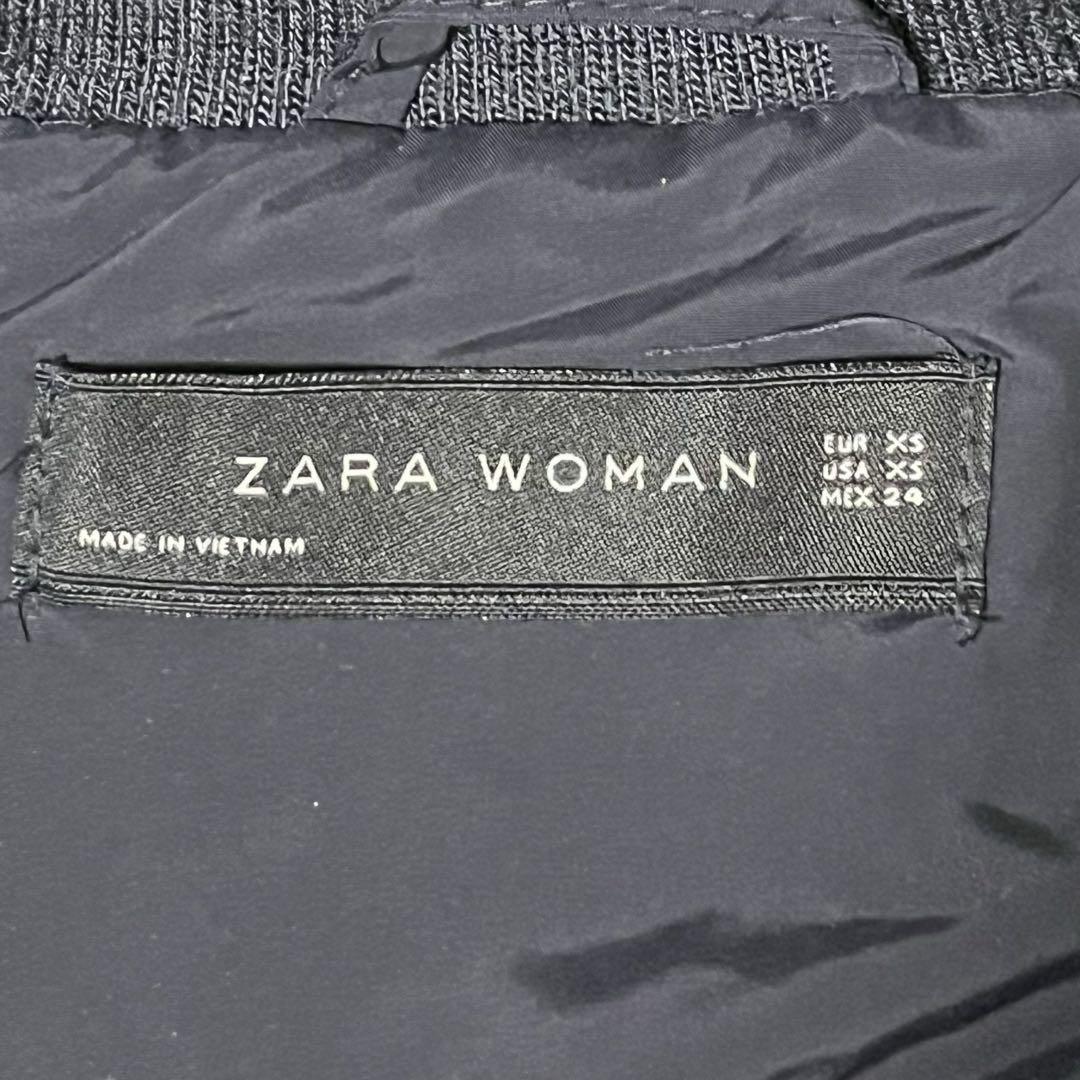 ZARA WOMAN
EUR XS
USA XS
MEX 24
MADE IN VIETNAM